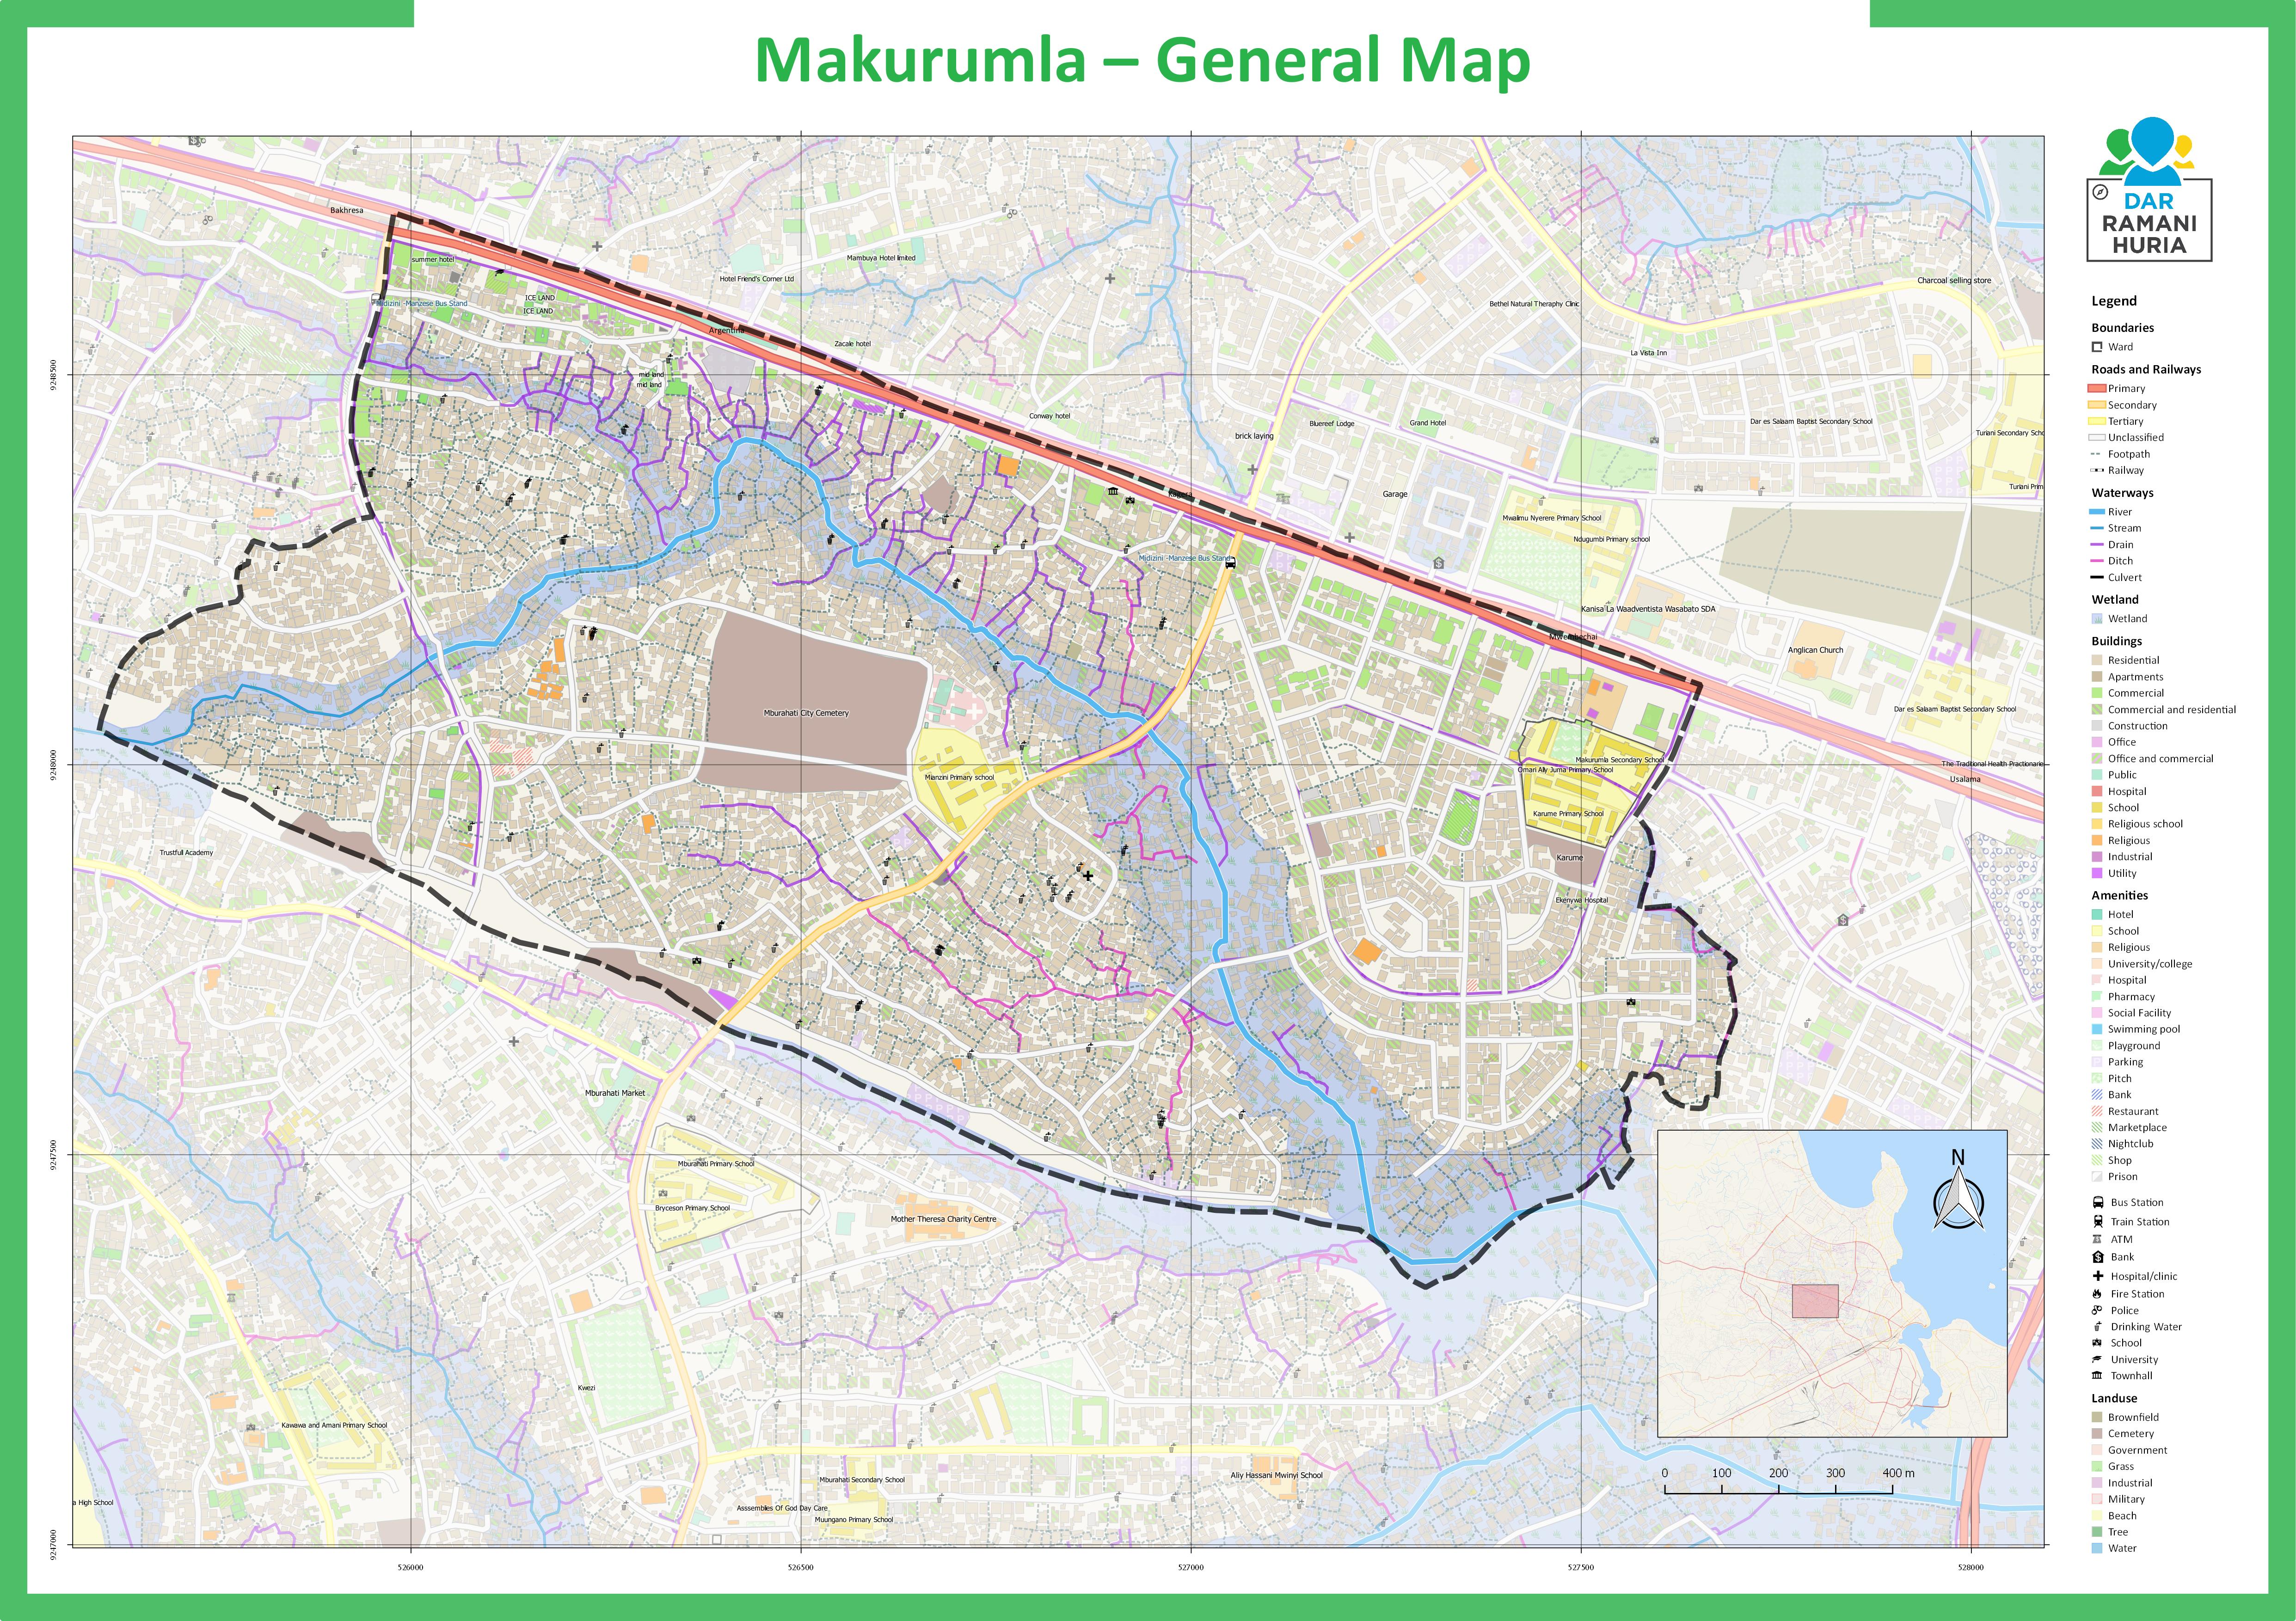 Makurumla – General Map
DAR
RAMANI
HURIA
Bakhresa
summer hotel
Midizini -Manzese Bus Stand
ICE LAND
ICE LAND
Hotel Friend's Corner Ltd
Mambuya Hotel limited
Argentina
Zacale hotel
mid land
mid land
Conway hotel
brick laying
Bluereef Lodge
Grand Hotel
Bethel Natural Theraphy Clinic
La Vista Inn
Charcoal selling store
Dar es Salaam Baptist Secondary School
Turiani Secondary Scho
Turiani Prim
Garage
Mwalimu Nyerere Primary School
Ndugumbi Primary school
Midizini -Manzese Bus Stand
Kanisa La Waadventista Wasabato SDA
Mwembechai
Anglican Church
Dar es Salaam Baptist Secondary School
Mburahati City Cemetery
Mianzini Primary school
Makurumla Secondary School
Omari Ally Juma Primary School
Karume Primary School
Karume
Ekenywa Hospital
The Traditional Health Practionarie
Usalama
Trustfull Academy
Mburahati Market
Mburahati Primary School
Bryceson Primary School
Mother Theresa Charity Centre
Kwezi
Kawawa and Amani Primary School
a High School
Mburahati Secondary School
Asssemblies Of God Day Care
Muungano Primary School
Aliy Hassani Mwinyi School
N
0 100 200 300 400 m
9248500
9248000
9247500
9247000
526000
526500
527000
527500
528000
Legend
Boundaries
Ward
Roads and Railways
Primary
Secondary
Tertiary
Unclassified
Footpath
Railway
Waterways
River
Stream
Drain
Ditch
Culvert
Wetland
Wetland
Buildings
Residential
Apartments
Commercial
Commercial and residential
Construction
Office
Office and commercial
Public
Hospital
School
Religious school
Religious
Industrial
Utility
Amenities
Hotel
School
Religious
University/college
Hospital
Pharmacy
Social Facility
Swimming pool
Playground
Parking
Pitch
Bank
Restaurant
Marketplace
Nightclub
Shop
Prison
Bus Station
Train Station
ATM
Bank
Hospital/clinic
Fire Station
Police
Drinking Water
School
University
Townhall
Landuse
Brownfield
Cemetery
Government
Grass
Industrial
Military
Beach
Tree
Water